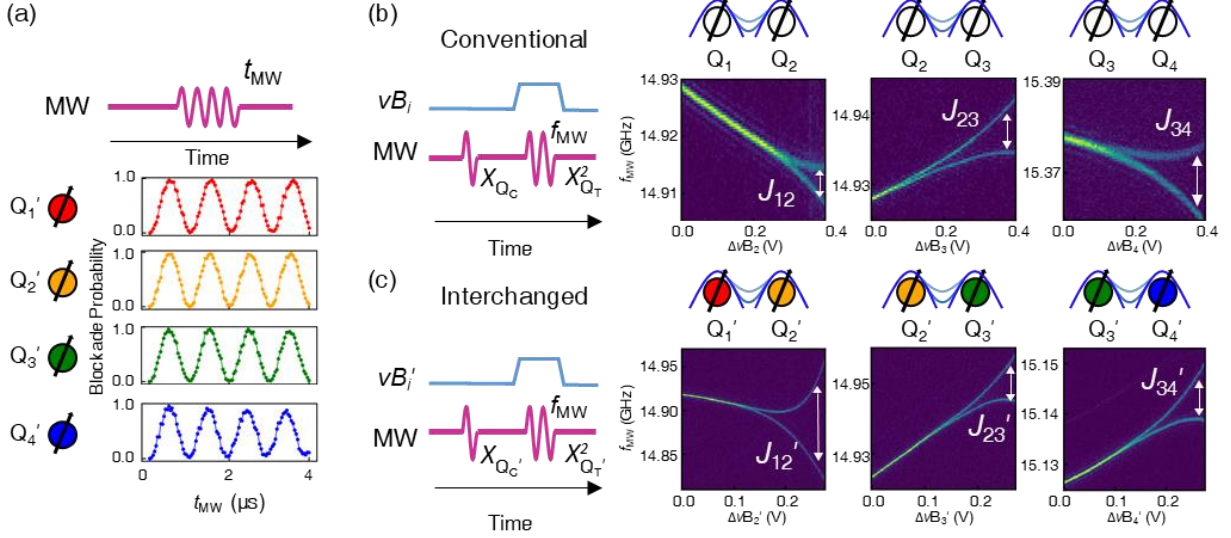 (a)
MW
t_MW
Time
Q₁'
Q₂'
Q₃'
Q₄'
Blockade Probability
1.0
0.0
1.0
0.0
1.0
0.0
1.0
0.0
0
2
4
t_MW (μs)
(b)
Conventional
vB_i
f_MW
MW
X_Q_C
X²_Q_T
Time
Q₁ Q₂
14.93
14.92
14.91
f_MW (GHz)
J₁₂
0.0 0.2 0.4
ΔvB₂ (V)
Q₂ Q₃
14.94
14.93
J₂₃
0.0 0.2 0.4
ΔvB₃ (V)
Q₃ Q₄
15.39
15.37
J₃₄
0.0 0.2 0.4
ΔvB₄ (V)
(c)
Interchanged
vB_i'
f_MW
MW
X_Q_C'
X²_Q_T'
Time
Q₁' Q₂'
14.95
14.90
14.85
f_MW (GHz)
J₁₂'
0.0 0.1 0.2
ΔvB₂' (V)
Q₂' Q₃'
14.95
14.93
J₂₃'
0.0 0.1 0.2
ΔvB₃' (V)
Q₃' Q₄'
15.15
15.14
15.13
J₃₄'
0.0 0.1 0.2
ΔvB₄' (V)